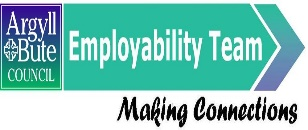 Argyll
Bute
COUNCIL
Employability Team
Making Connections